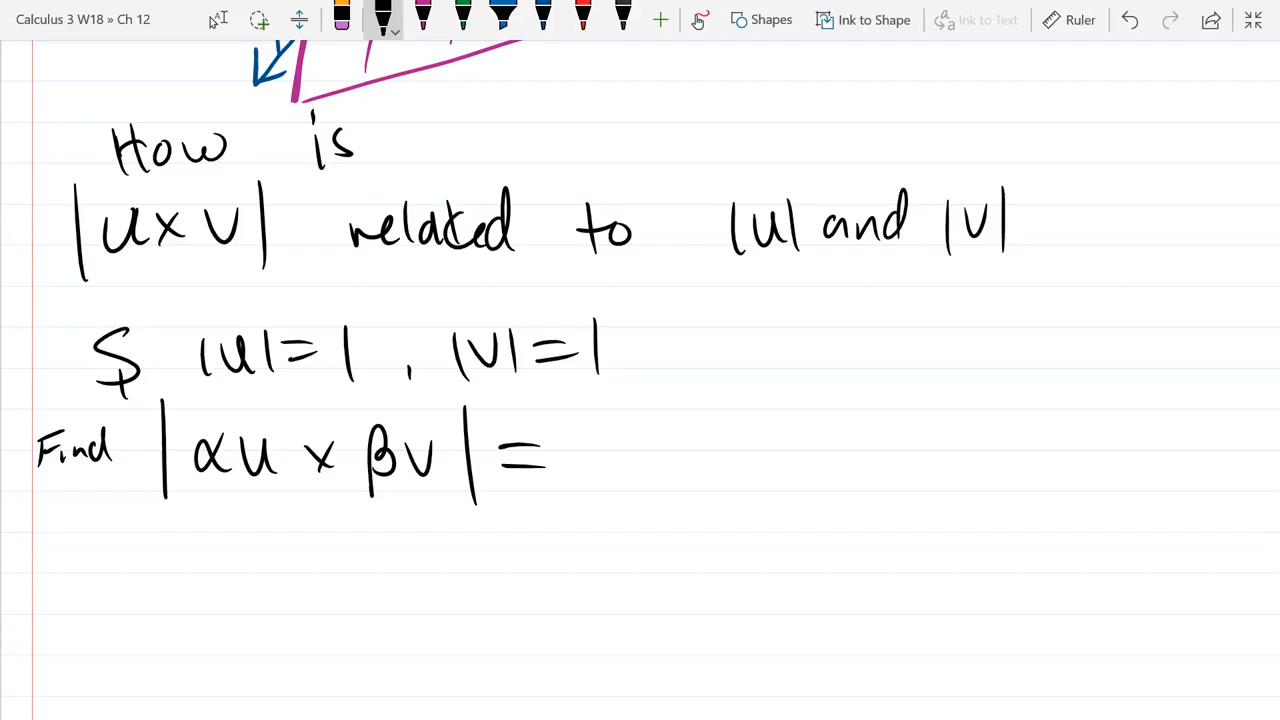 Calculus 3 W18 » Ch 12 Shapes Ink to Shape Ink to Text Ruler
How is
|u x v| related to |u| and |v|
|u|=1, |v|=1
Find |αu x βv| =